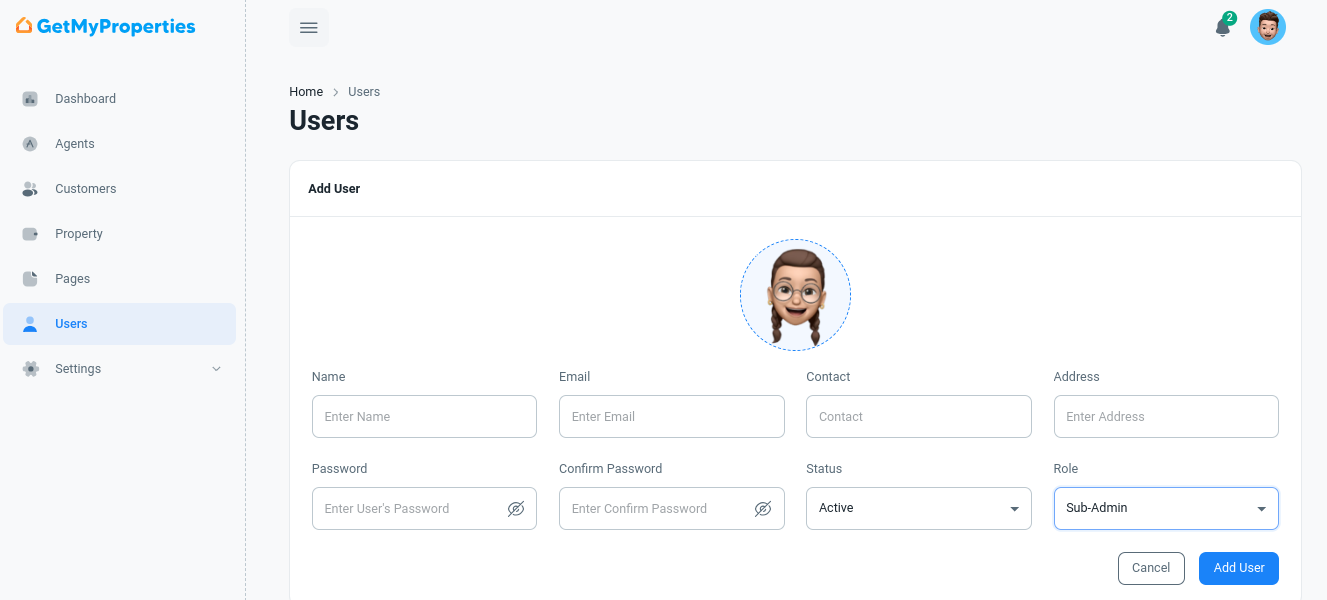 GetMyProperties
2
Dashboard
Agents
Customers
Property
Pages
Users
Settings
Home > Users
Users
Add User
Name Email Contact Address
Enter Name Enter Email Contact Enter Address
Password Confirm Password Status Role
Enter User's Password Enter Confirm Password Active Sub-Admin
Cancel Add User